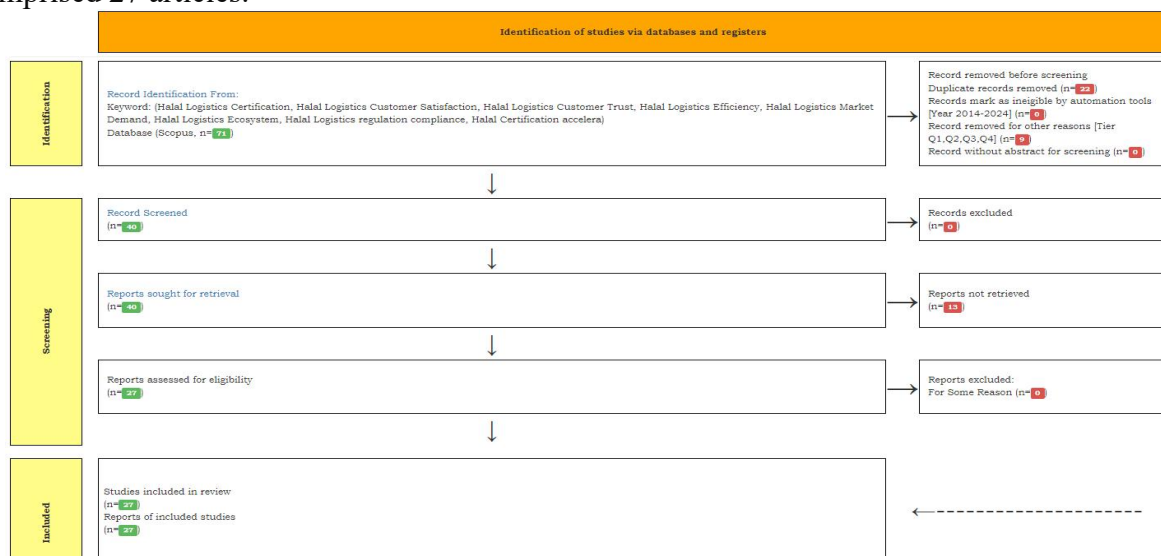 mprised 27 articles.
Identification of studies via databases and registers
Identification
Record Identification From:
Keyword: (Halal Logistics Certification, Halal Logistics Customer Satisfaction, Halal Logistics Customer Trust, Halal Logistics Efficiency, Halal Logistics Market
Demand, Halal Logistics Ecosystem, Halal Logistics regulation compliance, Halal Certification accelera)
Database (Scopus, n=71)
Record removed before screening
Duplicate records removed (n=22)
Records mark as ineigible by automation tools
[Year 2014-2024] (n=0)
Record removed for other reasons [Tier
Q1,Q2,Q3,Q4] (n=9)
Record without abstract for screening (n=0)
Screening
Record Screened
(n=40)
Records excluded
(n=0)
Reports sought for retrieval
(n=40)
Reports not retrieved
(n=13)
Reports assessed for eligibility
(n=27)
Reports excluded:
For Some Reason (n=0)
Included
Studies included in review
(n=27)
Reports of included studies
(n=27)